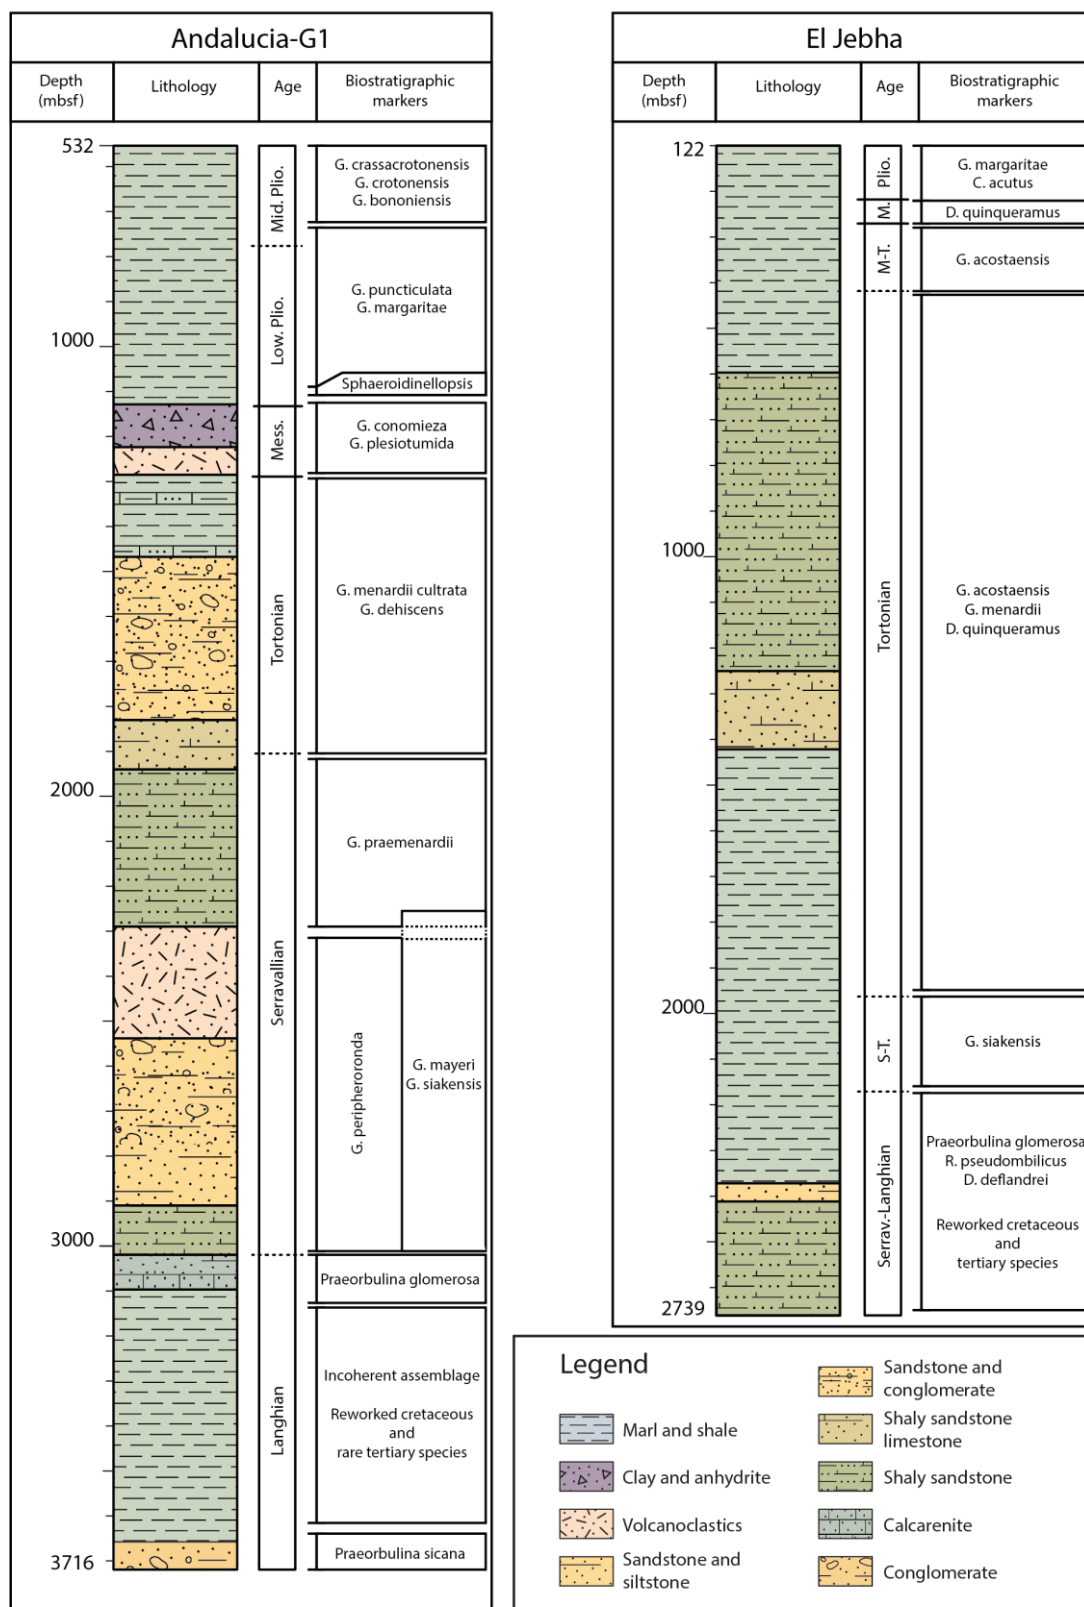 Andalucia-G1
Depth
(mbsf)
Lithology
Age
Biostratigraphic
markers
532
1000
2000
3000
3716
Mid. Plio.
Low. Plio.
Mess.
Tortonian
Serravallian
Langhian
G. crassacrotonensis
G. crotonensis
G. bononiensis
G. puncticulata
G. margaritae
Sphaeroidinellopsis
G. conomieza
G. plesiotumida
G. menardii cultrata
G. dehiscens
G. praemenardii
G. peripheroronda
G. mayeri
G. siakensis
Praeorbulina glomerosa
Incoherent assemblage
Reworked cretaceous
and
rare tertiary species
Praeorbulina sicana
El Jebha
Depth
(mbsf)
Lithology
Age
Biostratigraphic
markers
122
1000
2000
2739
Plio.
M.
M-T.
Tortonian
S-T.
Serrav.-Langhian
G. margaritae
C. acutus
D. quinqueramus
G. acostaensis
G. acostaensis
G. menardii
D. quinqueramus
G. siakensis
Praeorbulina glomerosa
R. pseudombilicus
D. deflandrei
Reworked cretaceous
and
tertiary species
Legend
Marl and shale
Clay and anhydrite
Volcanoclastics
Sandstone and
siltstone
Sandstone and
conglomerate
Shaly sandstone
limestone
Shaly sandstone
Calcarenite
Conglomerate